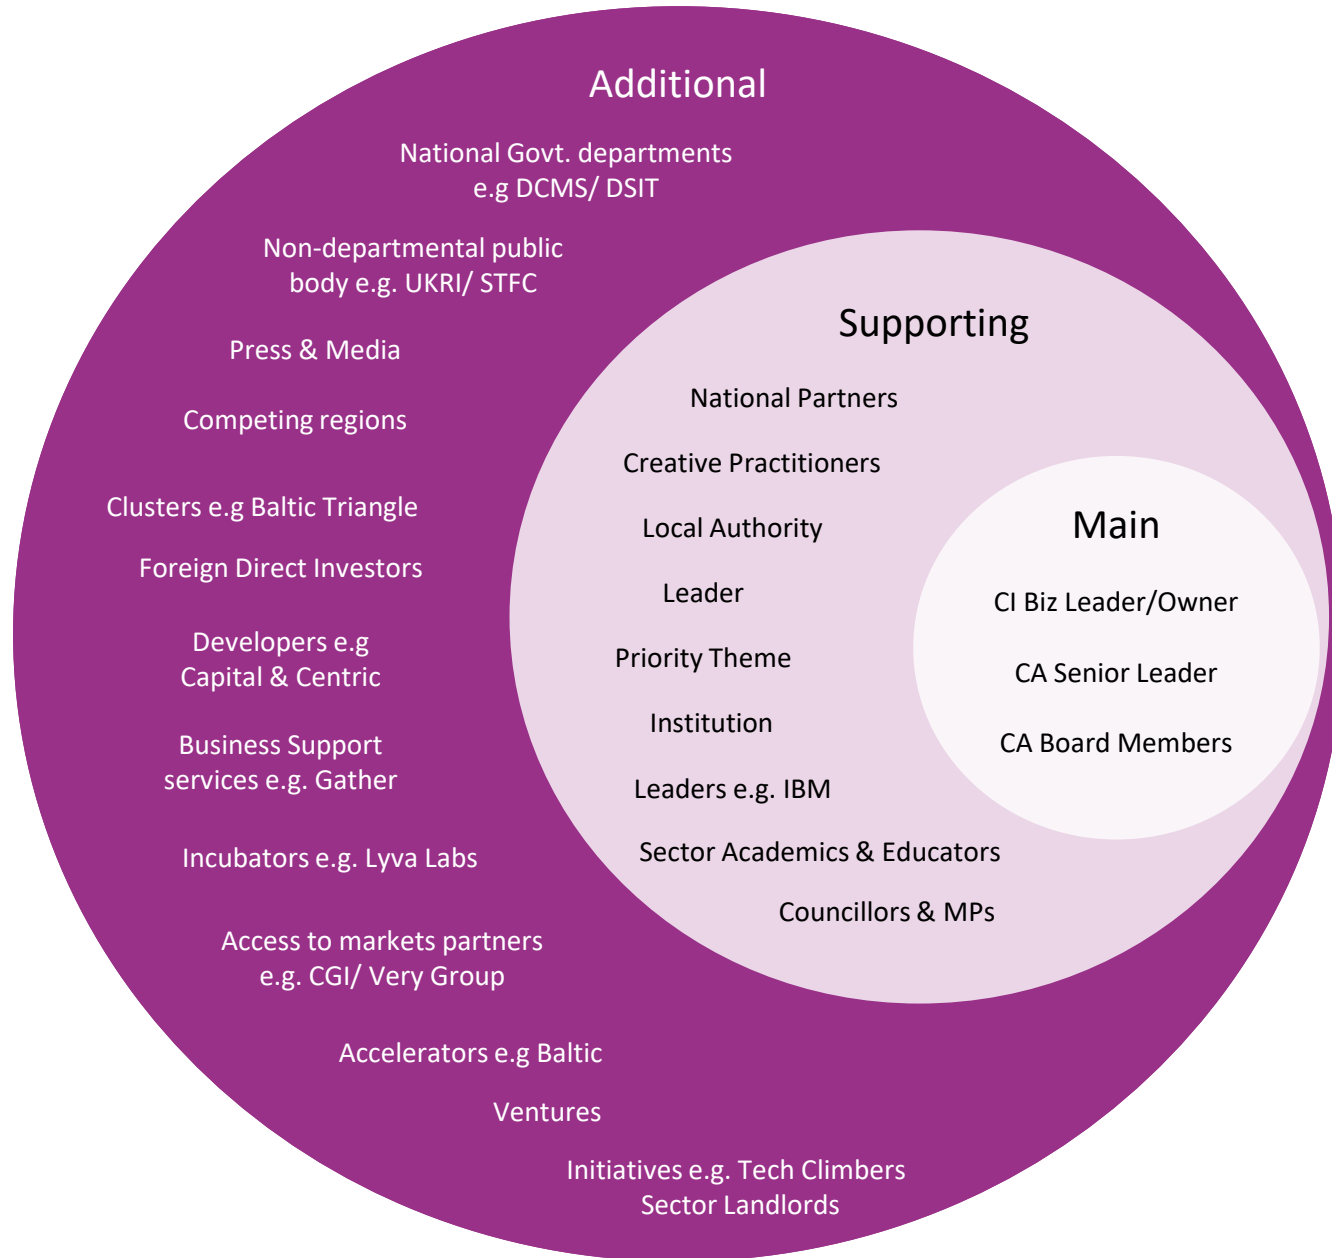 Additional
National Govt. departments
e.g DCMS/ DSIT
Non-departmental public
body e.g. UKRI/ STFC
Press & Media
Competing regions
Clusters e.g Baltic Triangle
Foreign Direct Investors
Developers e.g
Capital & Centric
Business Support
services e.g. Gather
Incubators e.g. Lyva Labs
Access to markets partners
e.g. CGI/ Very Group
Accelerators e.g Baltic
Ventures
Initiatives e.g. Tech Climbers
Sector Landlords
Supporting
National Partners
Creative Practitioners
Local Authority
Leader
Priority Theme
Institution
Leaders e.g. IBM
Sector Academics & Educators
Councillors & MPs
Main
CI Biz Leader/Owner
CA Senior Leader
CA Board Members